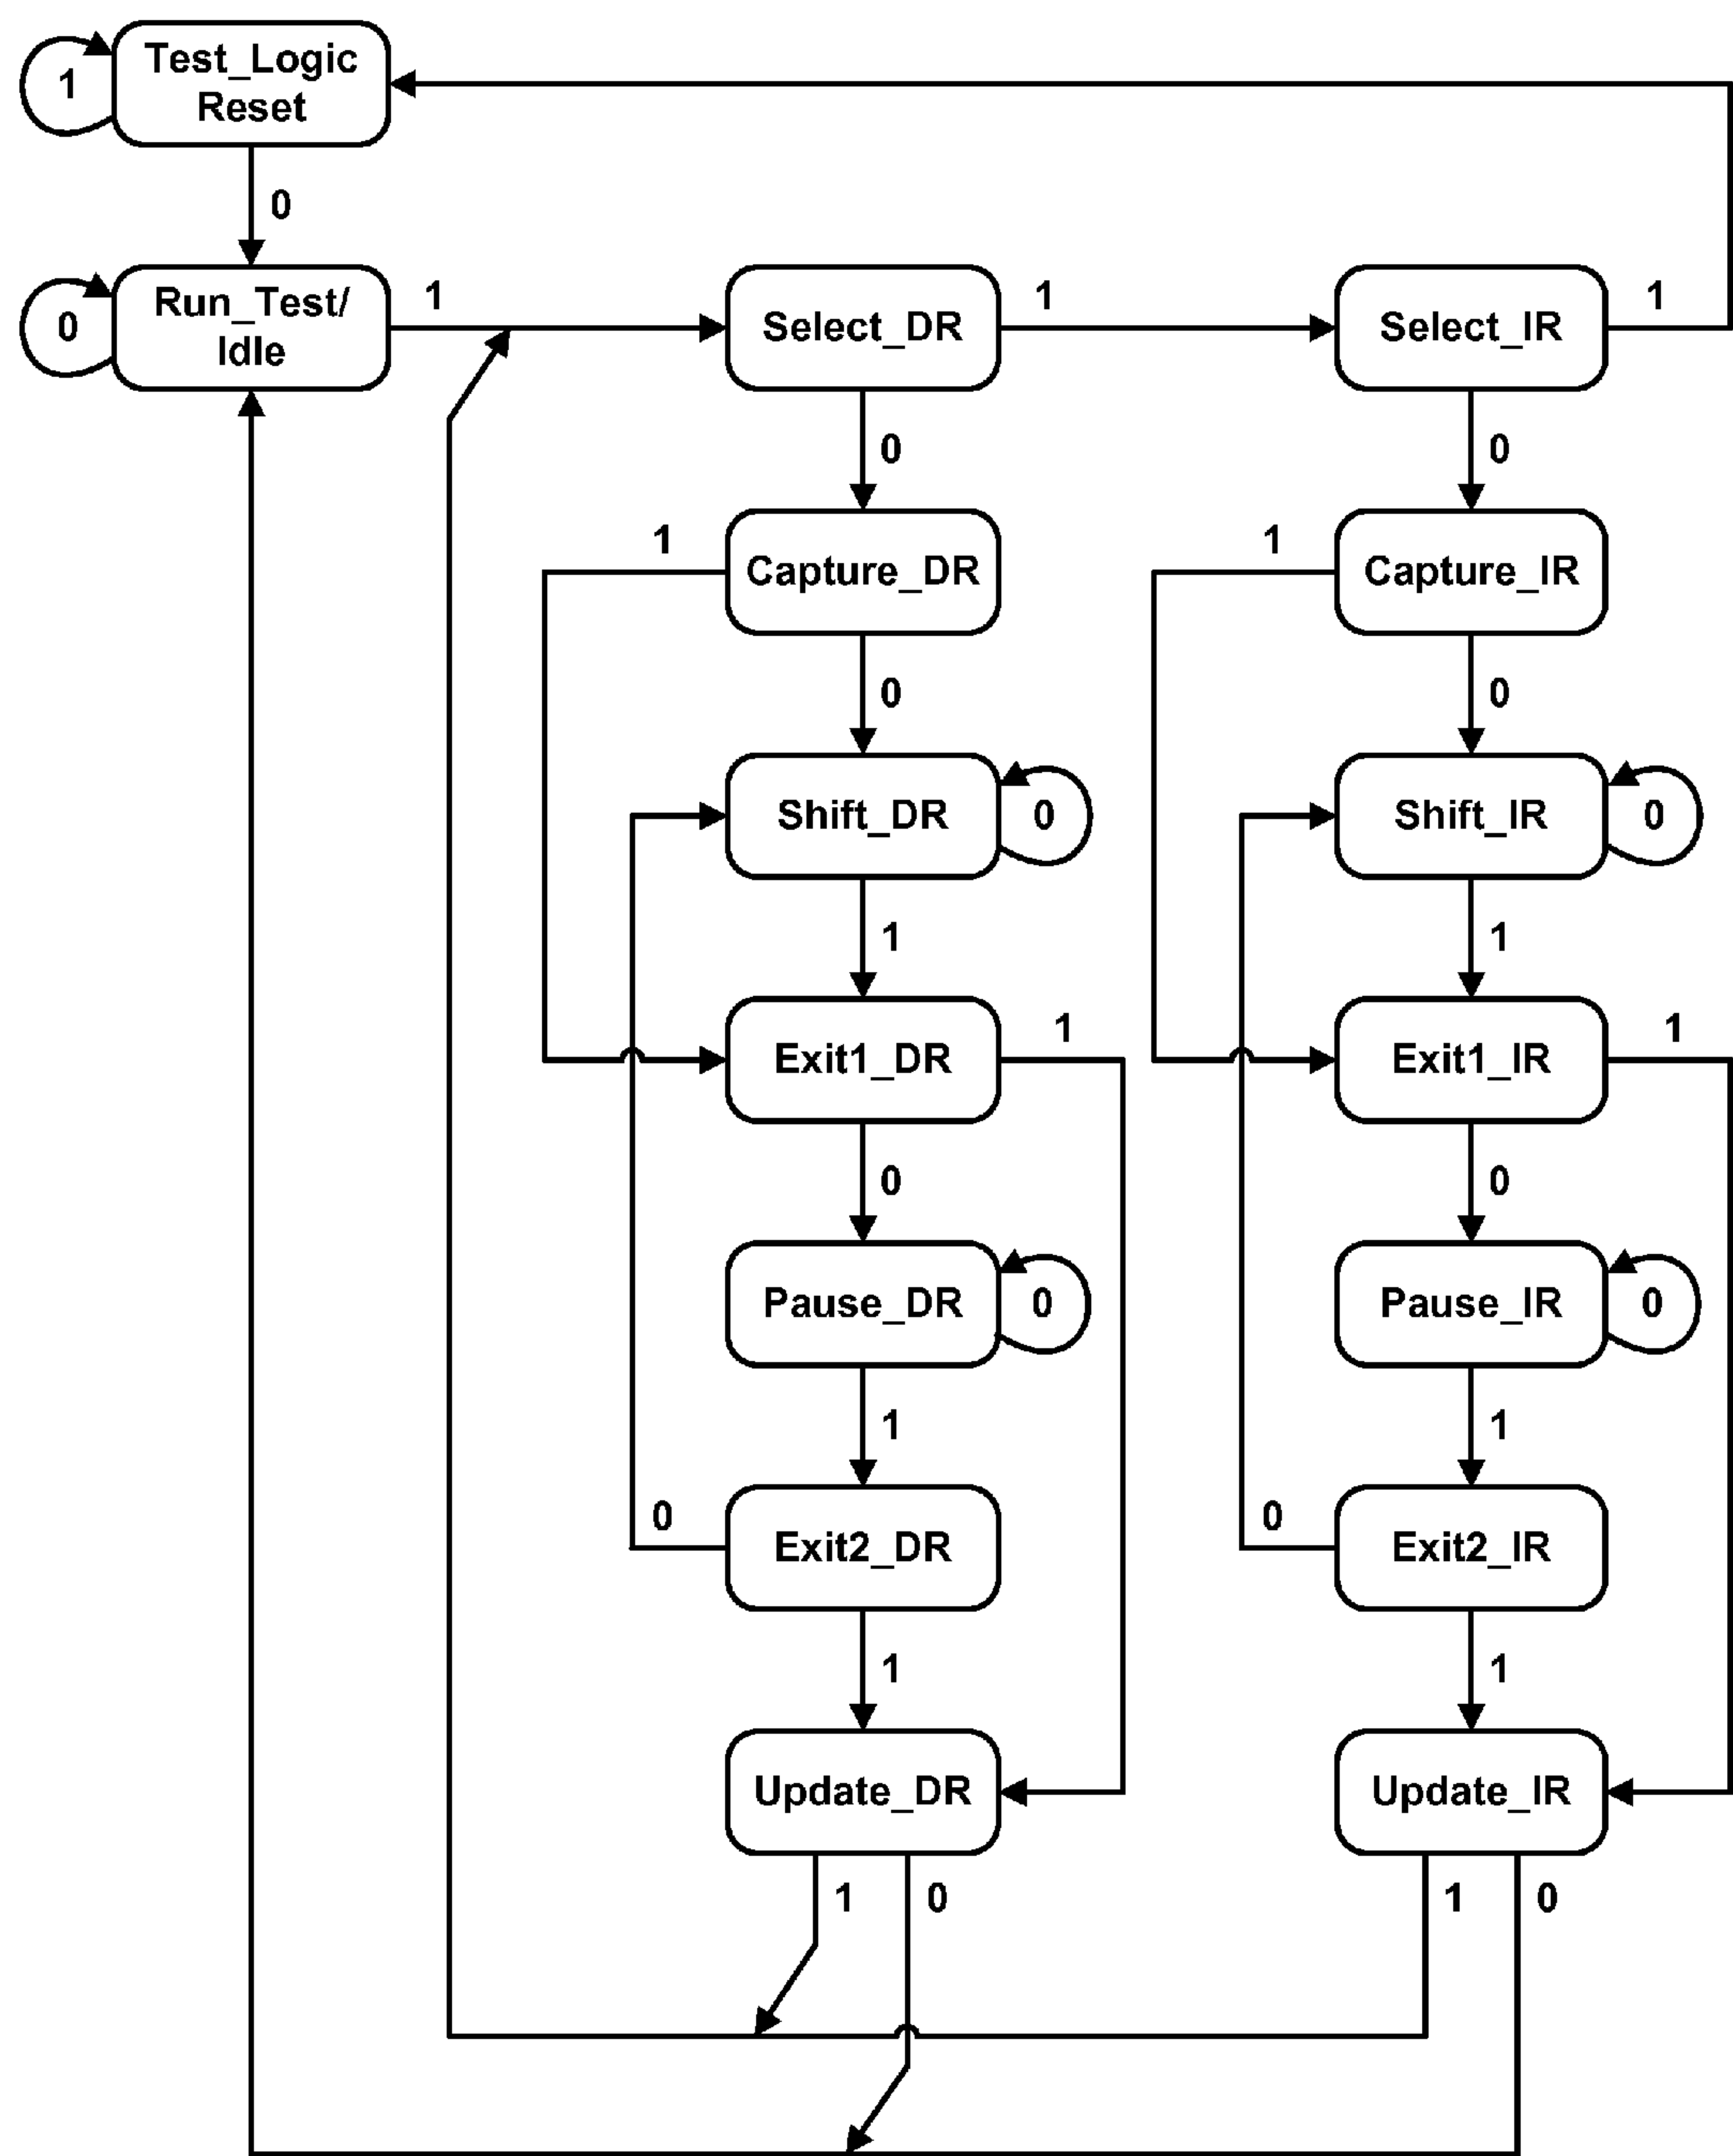 Test_Logic
Reset
1
0
Run_Test/
Idle
0
1
Select_DR
1
Select_IR
1
0
0
1
Capture_DR
1
Capture_IR
0
0
Shift_DR
0
Shift_IR
0
1
1
Exit1_DR
1
Exit1_IR
1
0
0
Pause_DR
0
Pause_IR
0
1
1
0
Exit2_DR
0
Exit2_IR
1
1
Update_DR
Update_IR
1
0
1
0